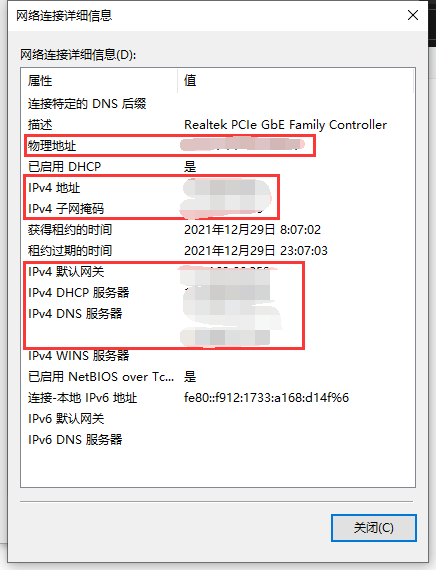 网络连接详细信息
网络连接详细信息(D):
属性 值
连接特定的 DNS 后缀
描述 Realtek PCIe GbE Family Controller
物理地址
已启用 DHCP 是
IPv4 地址
IPv4 子网掩码
获得租约的时间 2021年12月29日 8:07:02
租约过期的时间 2021年12月29日 23:07:03
IPv4 默认网关
IPv4 DHCP 服务器
IPv4 DNS 服务器
IPv4 WINS 服务器
已启用 NetBIOS over Tc... 是
连接-本地 IPv6 地址 fe80::f912:1733:a168:d14f%6
IPv6 默认网关
IPv6 DNS 服务器
关闭(C)